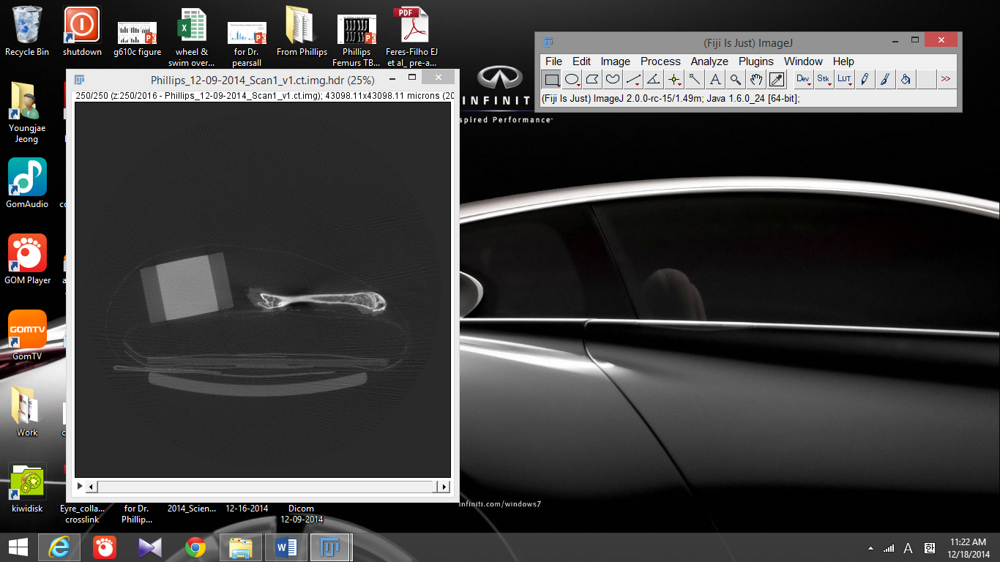 Recycle Bin
shutdown
g610c figure
wheel &
swim over...
for Dr.
pearsall
From Phillips
Phillips
Femurs TB...
PDF
Feres-Filho EJ
et al_ pre-a...
Youngjae
Jeong
GomAudio
GOM Player
GOMTV
GomTV
Work
kiwidisk
Eyre_colla...
crosslink
for Dr.
Phillip...
2014_Scien...
12-16-2014
Dicom
12-09-2014
Phillips_12-09-2014_Scan1_v1.ct.img.hdr (25%)
250/250 (z:250/2016 - Phillips_12-09-2014_Scan1_v1.ct.img); 43098.11x43098.11 microns (20
(Fiji Is Just) ImageJ
File Edit Image Process Analyze Plugins Window Help
A Dev Stk LUT >>
(Fiji Is Just) ImageJ 2.0.0-rc-15/1.49m; Java 1.6.0_24 [64-bit];
INFINIT
spired Performance™
infiniti.com/windows7
A 한
11:22 AM
12/18/2014